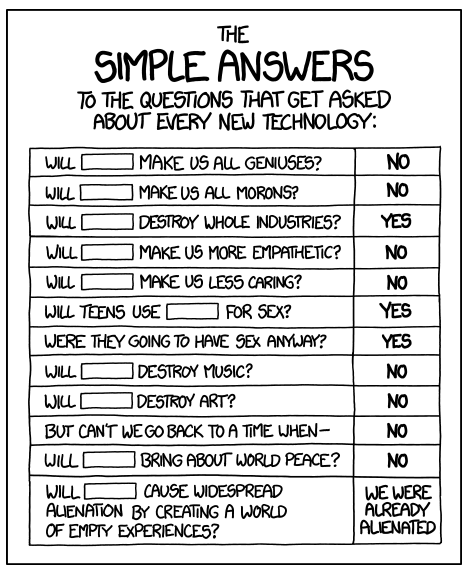 THE
SIMPLE ANSWERS
TO THE QUESTIONS THAT GET ASKED
ABOUT EVERY NEW TECHNOLOGY:
WILL MAKE US ALL GENIUSES? NO
WILL MAKE US ALL MORONS? NO
WILL DESTROY WHOLE INDUSTRIES? YES
WILL MAKE US MORE EMPATHETIC? NO
WILL MAKE US LESS CARING? NO
WILL TEENS USE FOR SEX? YES
WERE THEY GOING TO HAVE SEX ANYWAY? YES
WILL DESTROY MUSIC? NO
WILL DESTROY ART? NO
BUT CAN'T WE GO BACK TO A TIME WHEN— NO
WILL BRING ABOUT WORLD PEACE? NO
WILL CAUSE WIDESPREAD
ALIENATION BY CREATING A WORLD
OF EMPTY EXPERIENCES?
WE WERE
ALREADY
ALIENATED